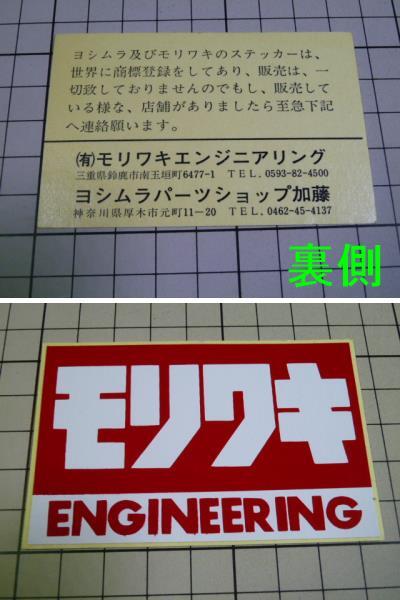 ヨシムラ及びモリワキのステッカーは、
世界に商標登録をしてあり、販売は、一
切致しておりませんのでもし、販売して
いる様な、店舗がありましたら至急下記
へ連絡願います。
㈲モリワキエンジニアリング
三重県鈴鹿市南玉垣町6477-1 TEL.0593-82-4500
ヨシムラパーツショップ加藤
神奈川県厚木市元町11-20 TEL.0462-45-4137
裏側
モリワキ
ENGINEERING